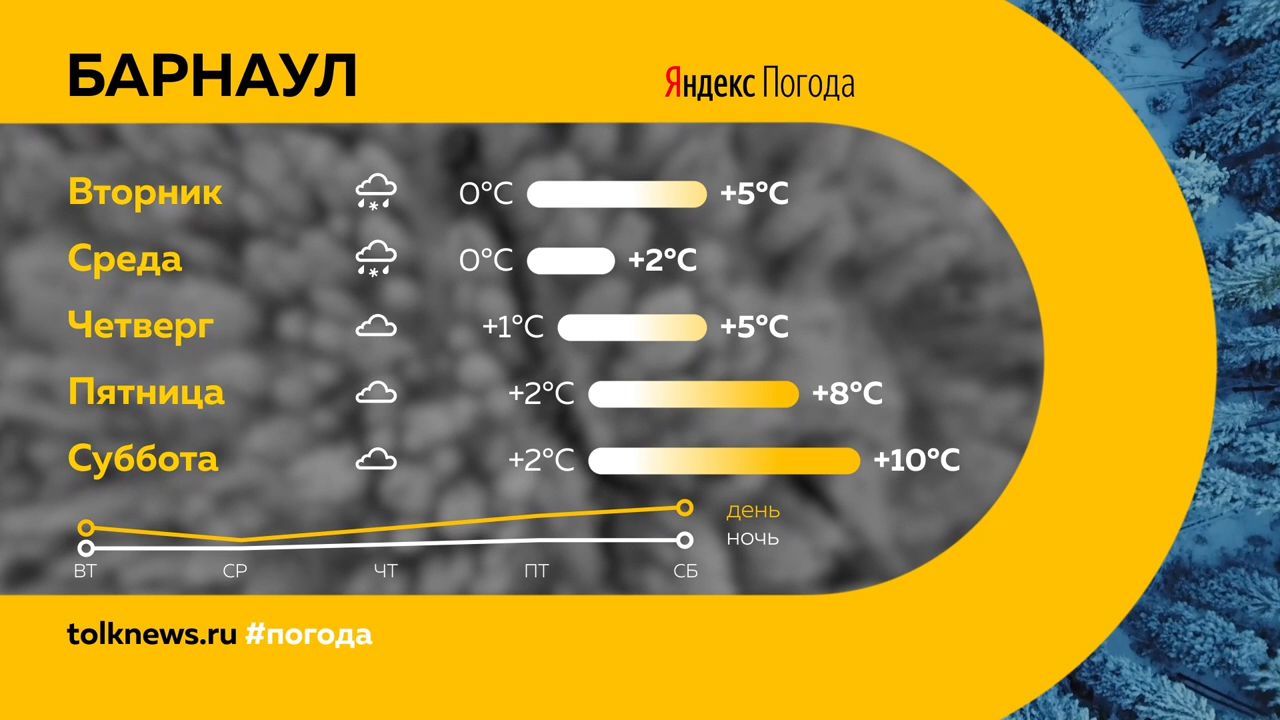 БАРНАУЛ
Яндекс Погода
Вторник 0°C +5°C
Среда 0°C +2°C
Четверг +1°C +5°C
Пятница +2°C +8°C
Суббота +2°C +10°C
день
ночь
ВТ СР ЧТ ПТ СБ
tolknews.ru #погода